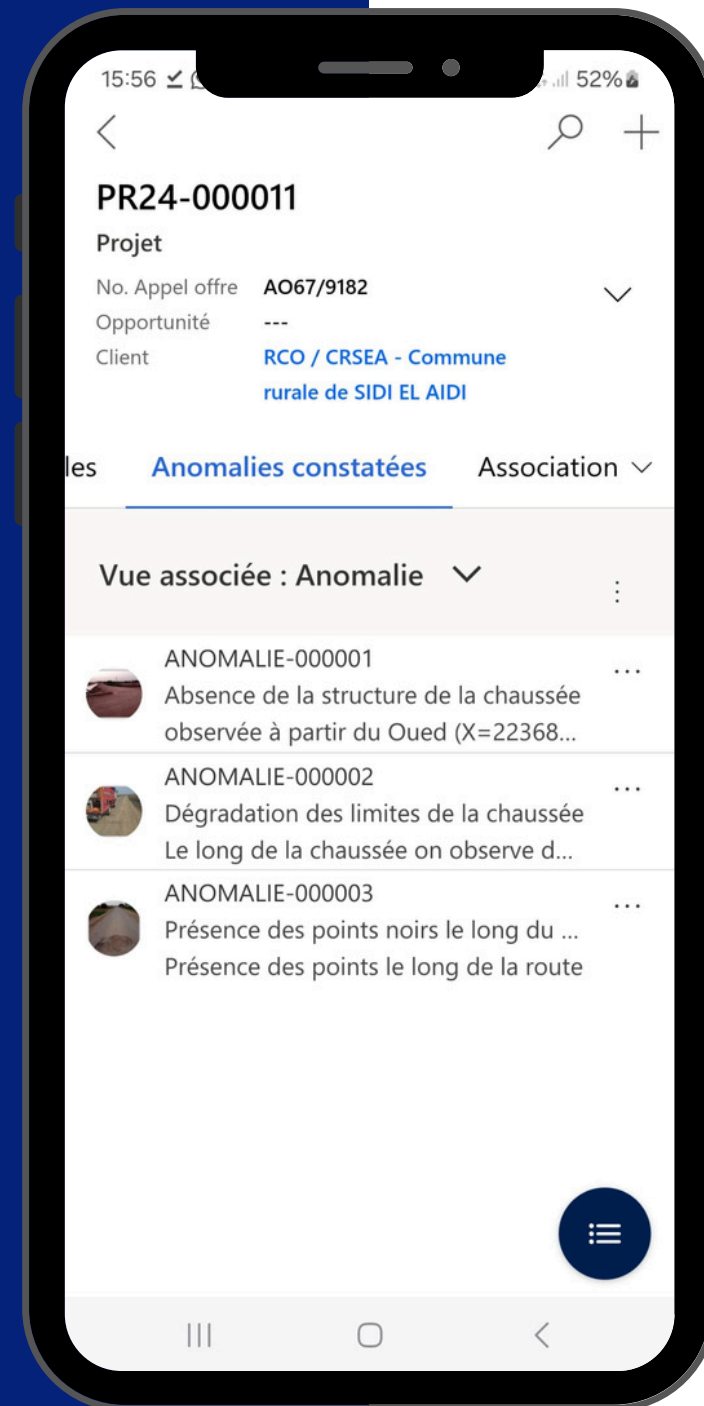 15:56
52%
PR24-000011
Projet
No. Appel offre AO67/9182
Opportunité ---
Client RCO / CRSEA - Commune
rurale de SIDI EL AIDI
les Anomalies constatées Association
Vue associée : Anomalie
ANOMALIE-000001
Absence de la structure de la chaussée
observée à partir du Oued (X=22368...
ANOMALIE-000002
Dégradation des limites de la chaussée
Le long de la chaussée on observe d...
ANOMALIE-000003
Présence des points noirs le long du ...
Présence des points le long de la route